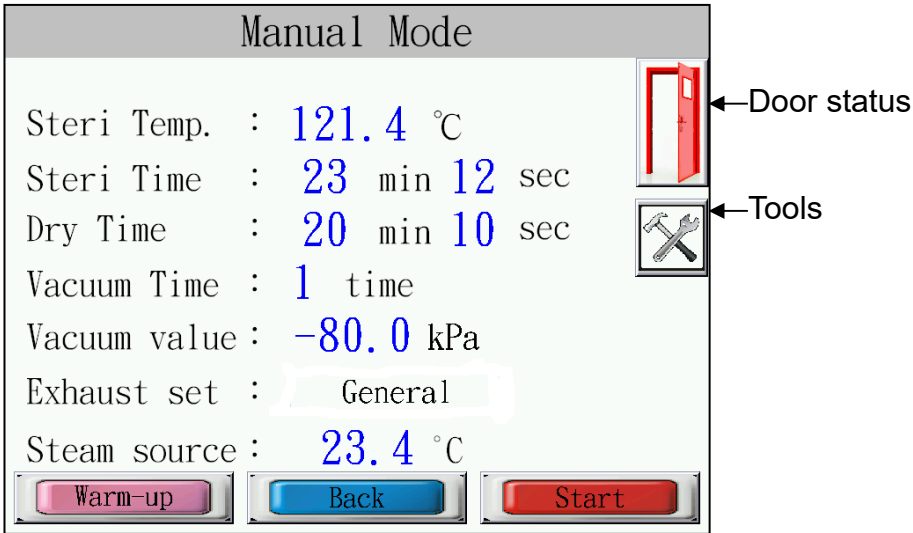 Manual Mode
Door status
Steri Temp. : 121.4 ℃
Steri Time : 23 min 12 sec
Tools
Dry Time : 20 min 10 sec
Vacuum Time : 1 time
Vacuum value : -80.0 kPa
Exhaust set : General
Steam source : 23.4 ℃
Warm-up Back Start